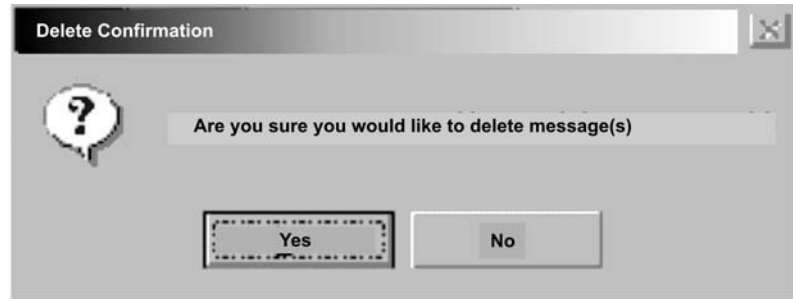 Delete Confirmation
Are you sure you would like to delete message(s)
Yes
No